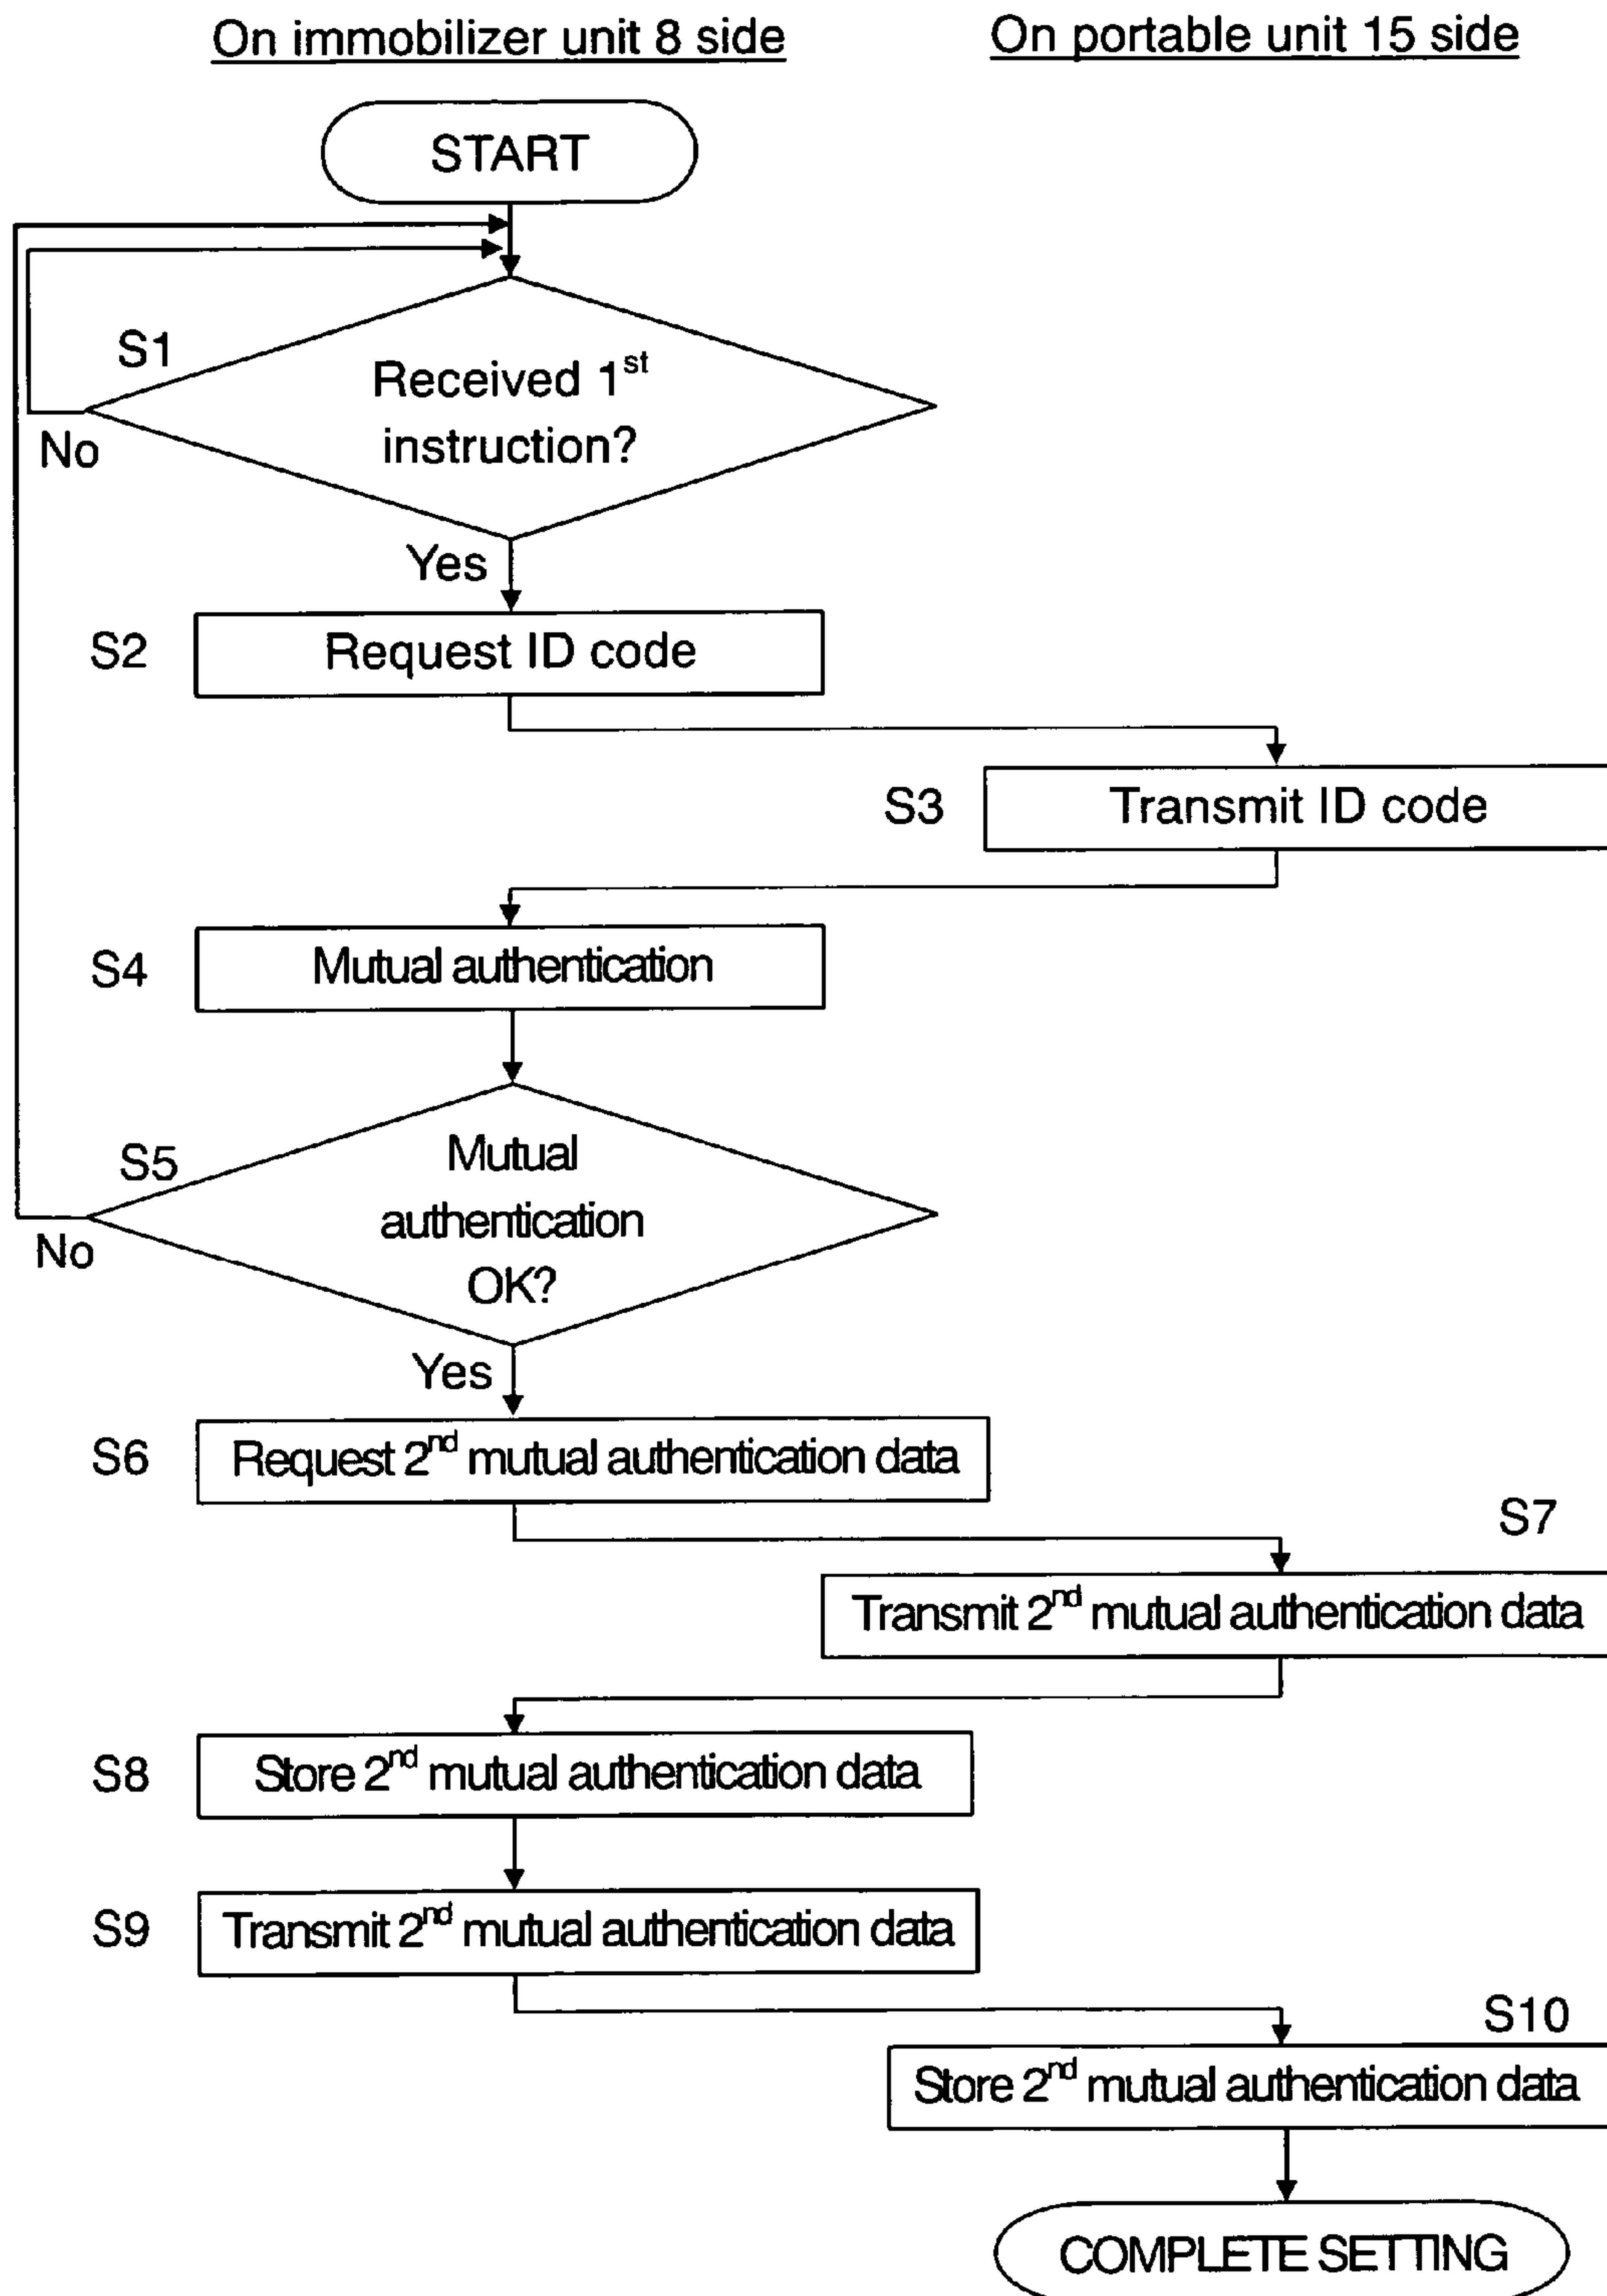 On immobilizer unit 8 side
On portable unit 15 side
START
S1
Received 1st
instruction?
No
Yes
S2
Request ID code
S3
Transmit ID code
S4
Mutual authentication
S5
Mutual
authentication
OK?
No
Yes
S6
Request 2nd mutual authentication data
S7
Transmit 2nd mutual authentication data
S8
Store 2nd mutual authentication data
S9
Transmit 2nd mutual authentication data
S10
Store 2nd mutual authentication data
COMPLETE SETTING